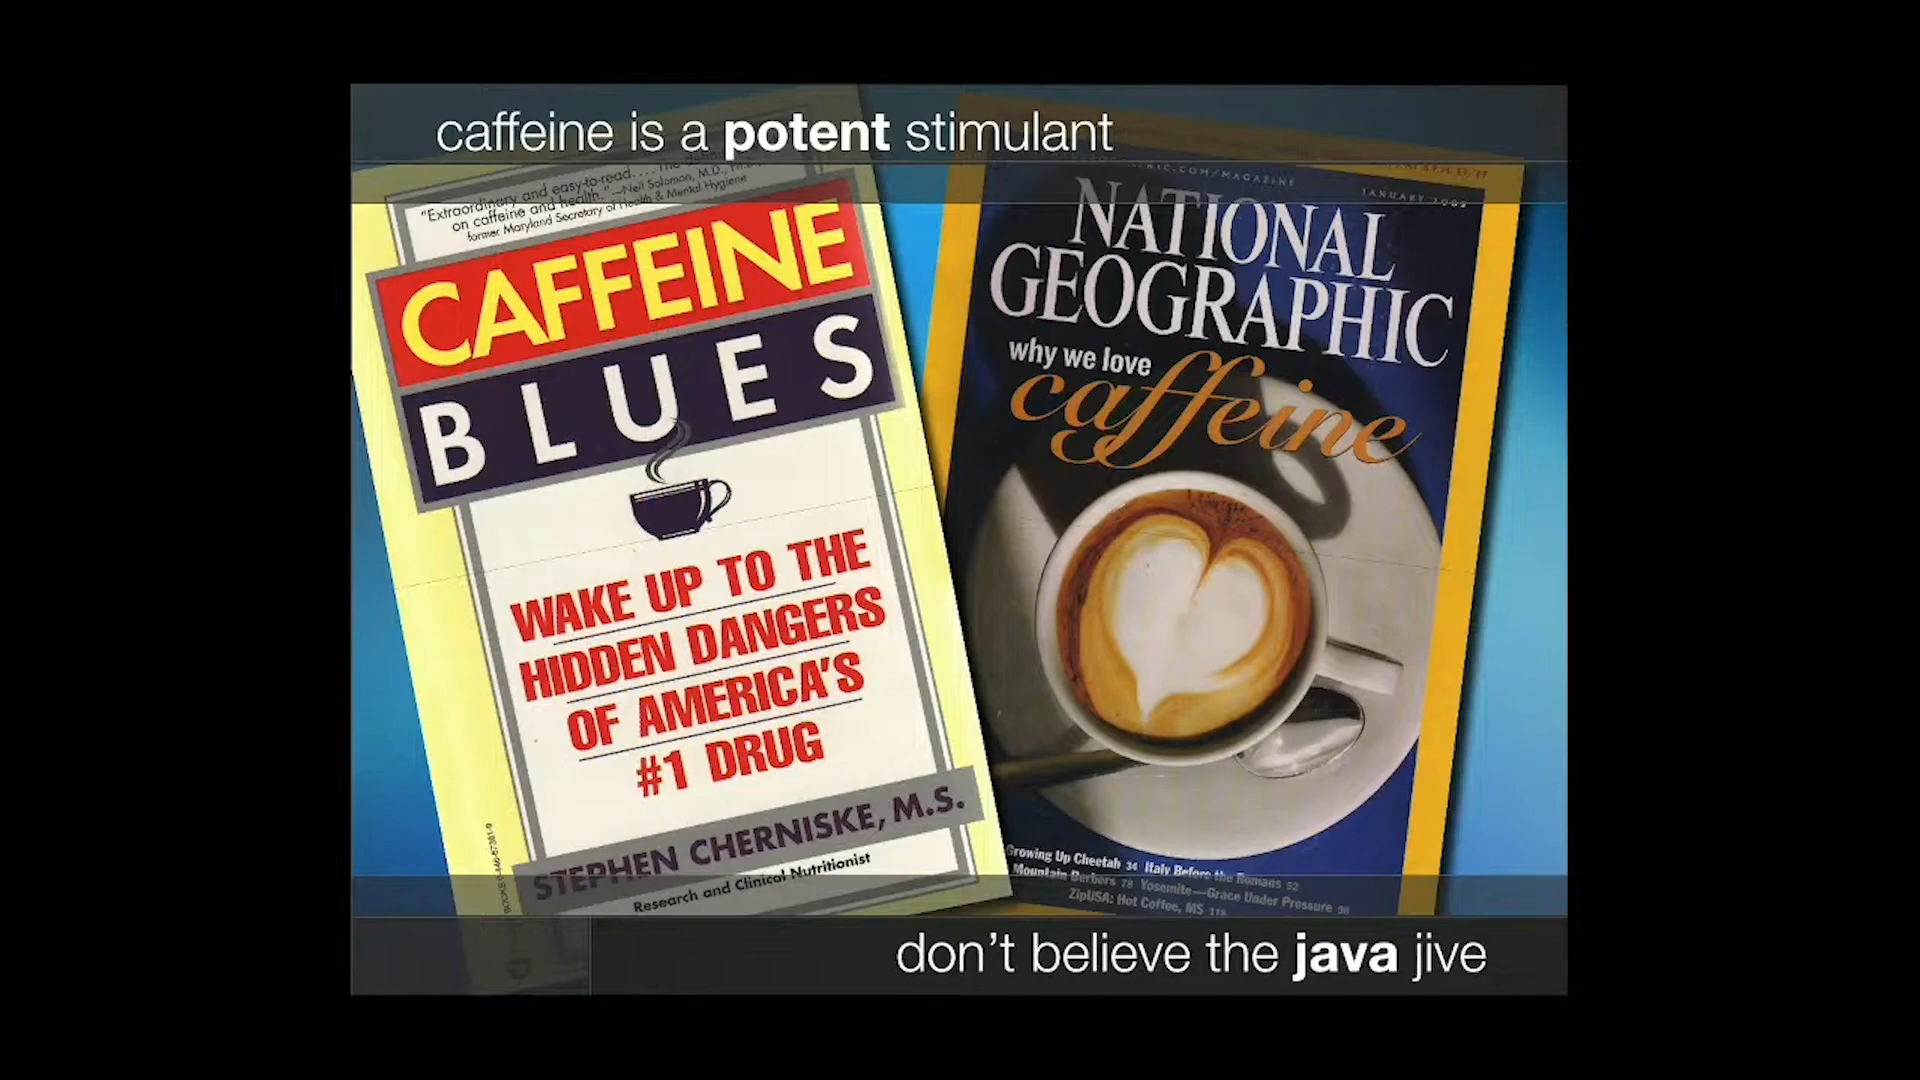 caffeine is a potent stimulant
"Extraordinary and easy-to-read.... The
on caffeine and health." —Neil Solomon, M.D.,
former Maryland Secretary of Health & Mental Hygiene
CAFFEINE
BLUES
WAKE UP TO THE
HIDDEN DANGERS
OF AMERICA'S
#1 DRUG
STEPHEN CHERNISKE, M.S.
Research and Clinical Nutritionist
JANUARY
NATIONAL
GEOGRAPHIC
why we love
caffeine
Growing Up Cheetah 34 Italy Before the Romans 52
Mountain Berbers 78 Yosemite—Grace Under Pressure 98
ZipUSA: Hot Coffee, MS 118
don't believe the java jive